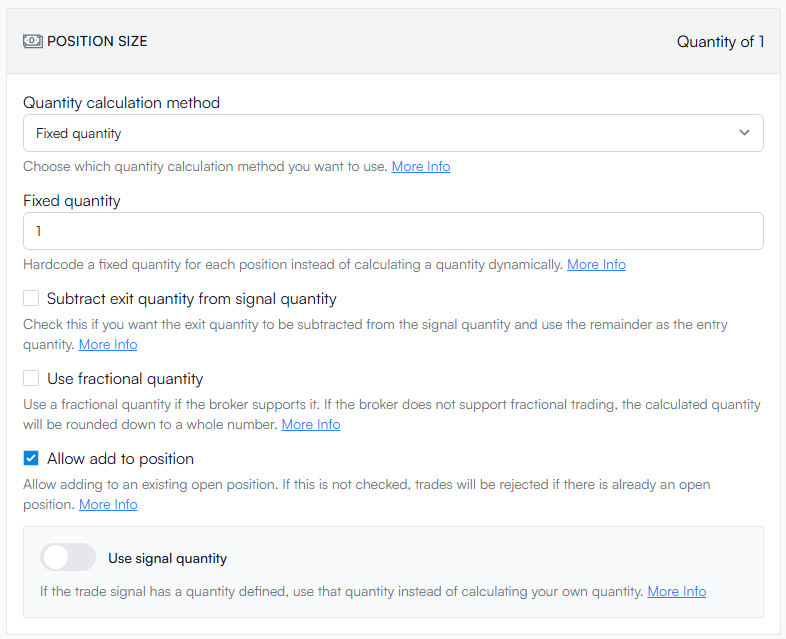 POSITION SIZE
Quantity of 1
Quantity calculation method
Fixed quantity
Choose which quantity calculation method you want to use. More Info
Fixed quantity
1
Hardcode a fixed quantity for each position instead of calculating a quantity dynamically. More Info
Subtract exit quantity from signal quantity
Check this if you want the exit quantity to be subtracted from the signal quantity and use the remainder as the entry
quantity. More Info
Use fractional quantity
Use a fractional quantity if the broker supports it. If the broker does not support fractional trading, the calculated quantity
will be rounded down to a whole number. More Info
Allow add to position
Allow adding to an existing open position. If this is not checked, trades will be rejected if there is already an open
position. More Info
Use signal quantity
If the trade signal has a quantity defined, use that quantity instead of calculating your own quantity. More Info